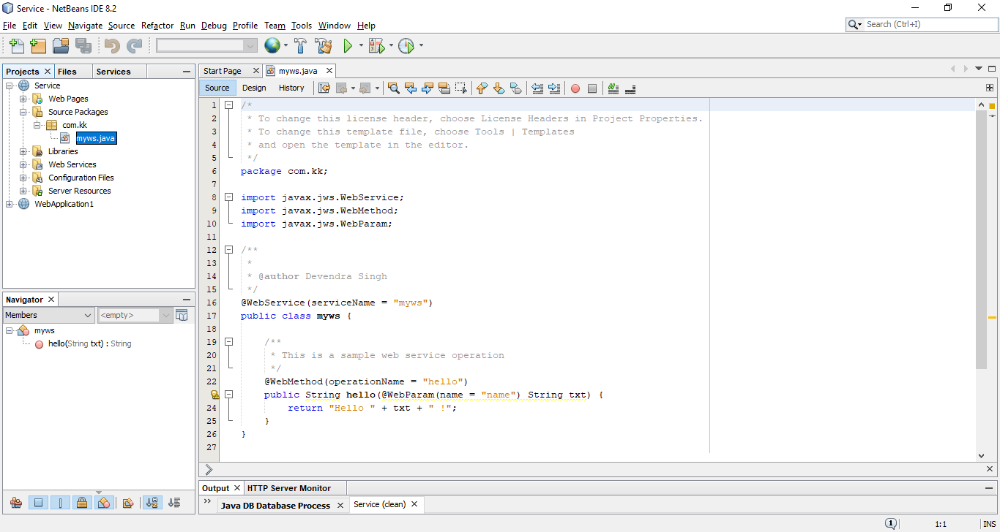 Service - NetBeans IDE 8.2
File Edit View Navigate Source Refactor Run Debug Profile Team Tools Window Help
Search (Ctrl+I)
Projects Files Services
Service
Web Pages
Source Packages
com.kk
myws.java
Libraries
Web Services
Configuration Files
Server Resources
WebApplication1
Navigator
Members <empty>
myws
hello(String txt) : String
Start Page myws.java
Source Design History
1 /*
2 * To change this license header, choose License Headers in Project Properties.
3 * To change this template file, choose Tools | Templates
4 * and open the template in the editor.
5 */
6 package com.kk;
7
8 import javax.jws.WebService;
9 import javax.jws.WebMethod;
10 import javax.jws.WebParam;
11
12 /**
13 *
14 * @author Devendra Singh
15 */
16 @WebService(serviceName = "myws")
17 public class myws {
18
19 /**
20 * This is a sample web service operation
21 */
22 @WebMethod(operationName = "hello")
public String hello(@WebParam(name = "name") String txt) {
24 return "Hello " + txt + " !";
25 }
26 }
27
Output HTTP Server Monitor
Java DB Database Process Service (clean)
1 1:1 INS